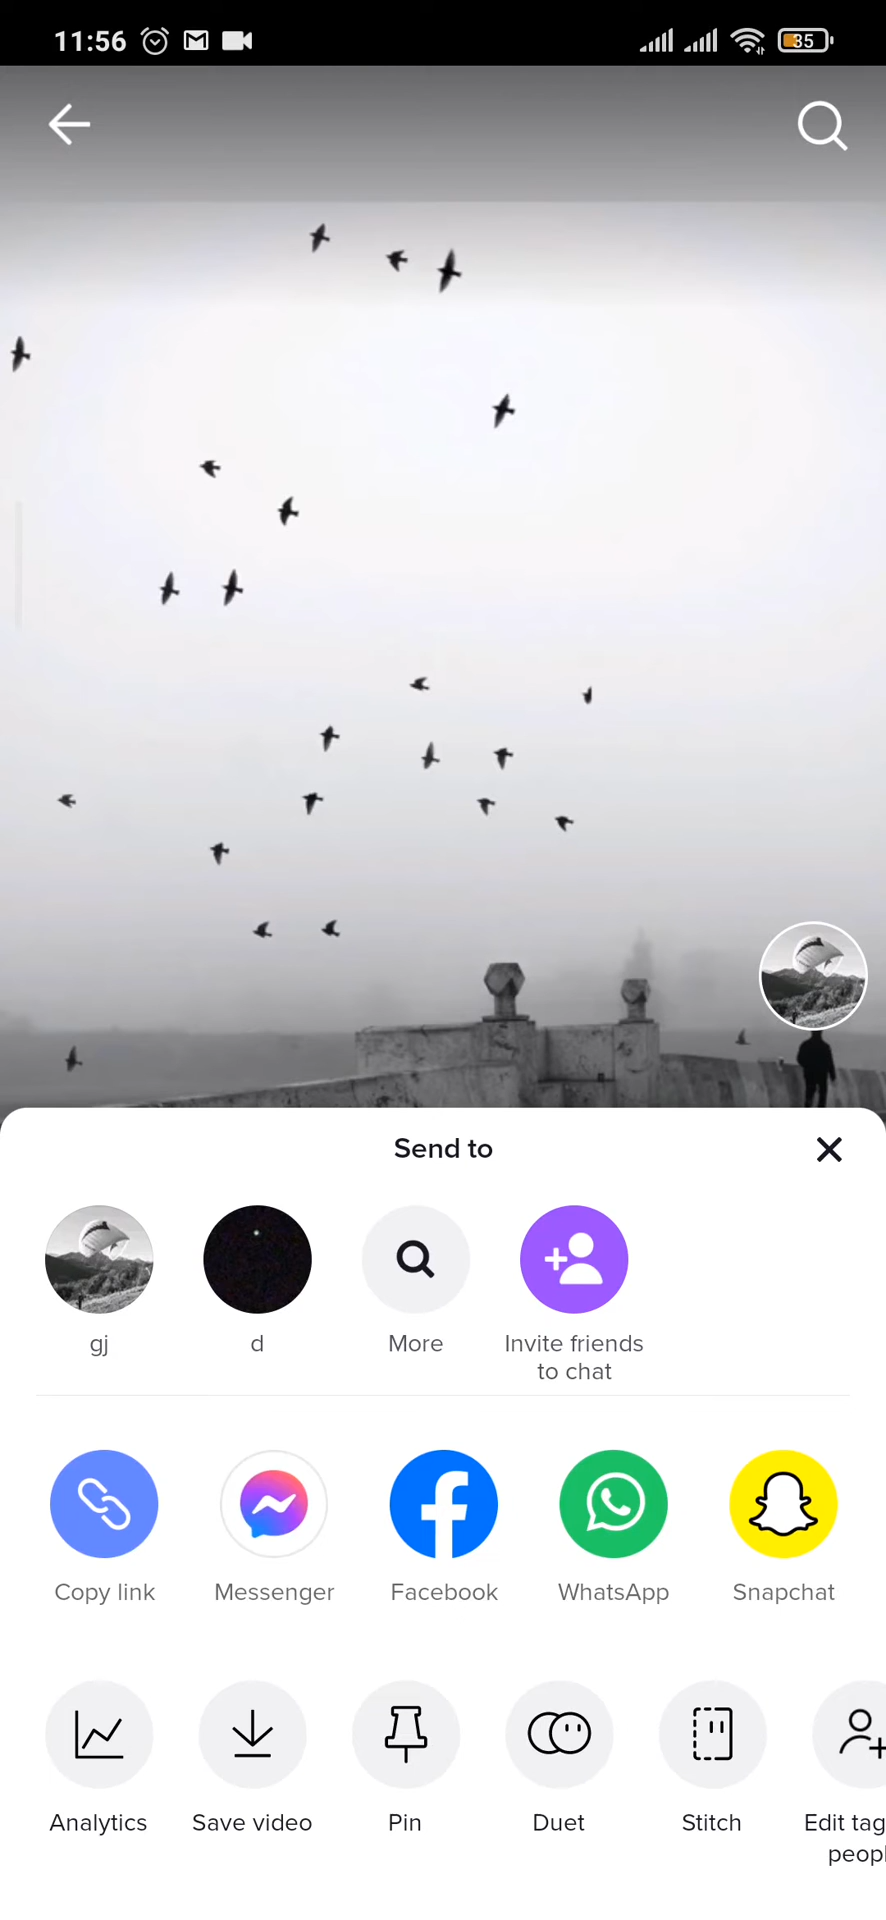 11:56
35
Send to
gj
d
More
Invite friends
to chat
Copy link
Messenger
Facebook
WhatsApp
Snapchat
Analytics
Save video
Pin
Duet
Stitch
Edit tag
peopl